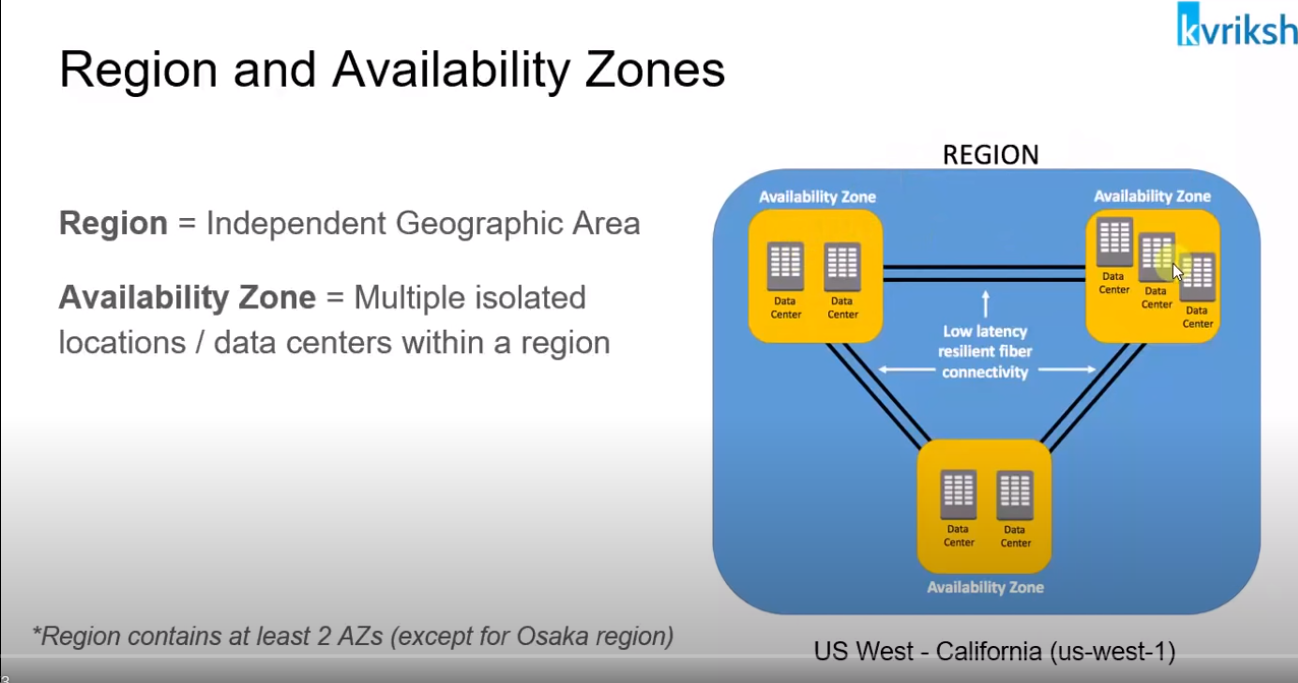 kvriksh
Region and Availability Zones
Region = Independent Geographic Area
Availability Zone = Multiple isolated
locations / data centers within a region
*Region contains at least 2 AZs (except for Osaka region)
REGION
Availability Zone
Data
Center
Data
Center
Availability Zone
Data
Center
Data
Center
Data
Center
Low latency
resilient fiber
connectivity
Data
Center
Data
Center
Availability Zone
US West - California (us-west-1)
3